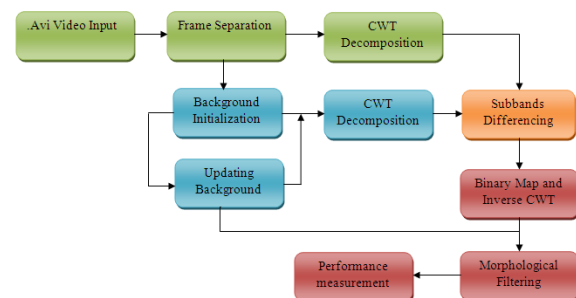 .Avi Video Input
Frame Separation
CWT
Decomposition
Background
Initialization
CWT
Decomposition
Subbands
Differencing
Updating
Background
Binary Map and
Inverse CWT
Performance
measurement
Morphological
Filtering